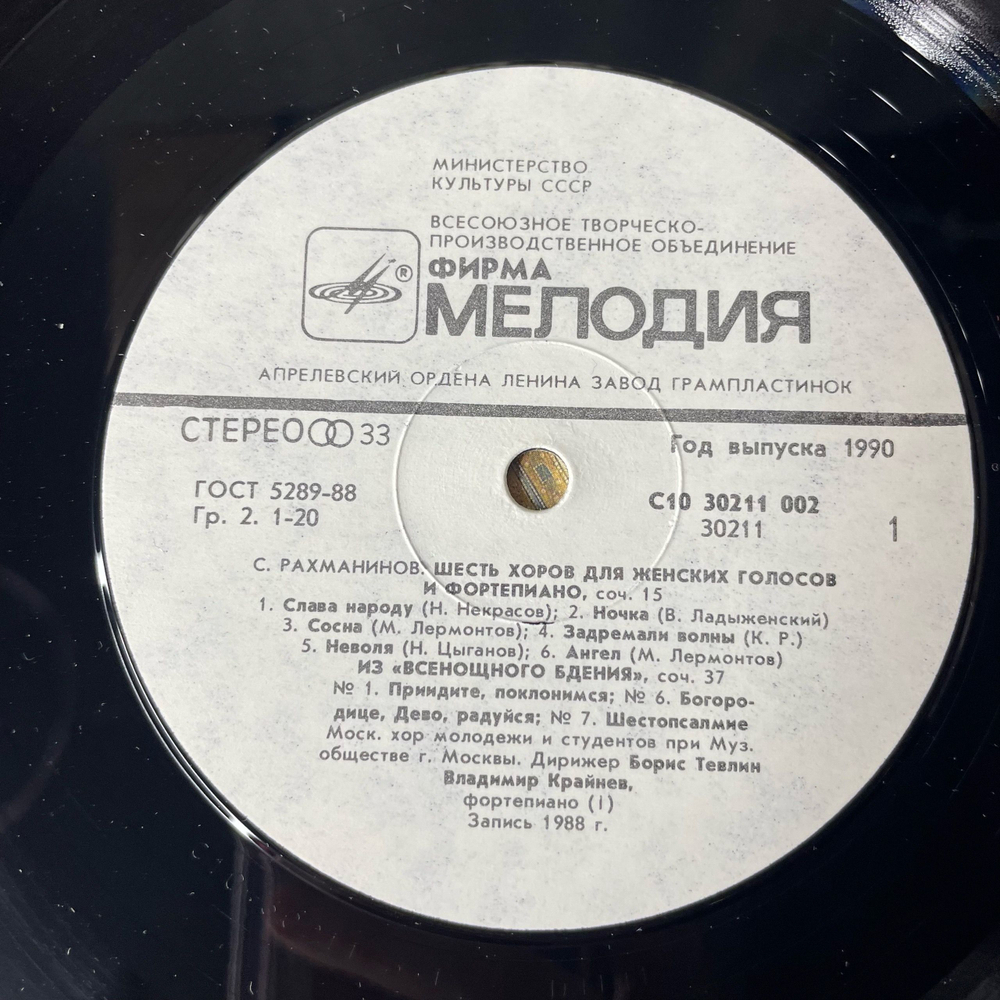 МИНИСТЕРСТВО
КУЛЬТУРЫ СССР
ВСЕСОЮЗНОЕ ТВОРЧЕСКО-
ПРОИЗВОДСТВЕННОЕ ОБЪЕДИНЕНИЕ
ФИРМА
®
МЕЛОДИЯ
АПРЕЛЕВСКИЙ ОРДЕНА ЛЕНИНА ЗАВОД ГРАМПЛАСТИНОК
СТЕРЕО 33
Год выпуска 1990
ГОСТ 5289-88
Гр. 2. 1-20
С10 30211 002
30211
1
С. РАХМАНИНОВ. ШЕСТЬ ХОРОВ ДЛЯ ЖЕНСКИХ ГОЛОСОВ
И ФОРТЕПИАНО, соч. 15
1. Слава народу (Н. Некрасов); 2. Ночка (В. Ладыженский)
3. Сосна (М. Лермонтов); 4. Задремали волны (К. Р.)
5. Неволя (Н. Цыганов); 6. Ангел (М. Лермонтов)
ИЗ «ВСЕНОЩНОГО БДЕНИЯ», соч. 37
№ 1. Приидите, поклонимся; № 6. Богоро-
дице, Дево, радуйся; № 7. Шестопсалмие
Моск. хор молодежи и студентов при Муз.
обществе г. Москвы. Дирижер Борис Тевлин
Владимир Крайнев,
фортепиано (1)
Запись 1988 г.